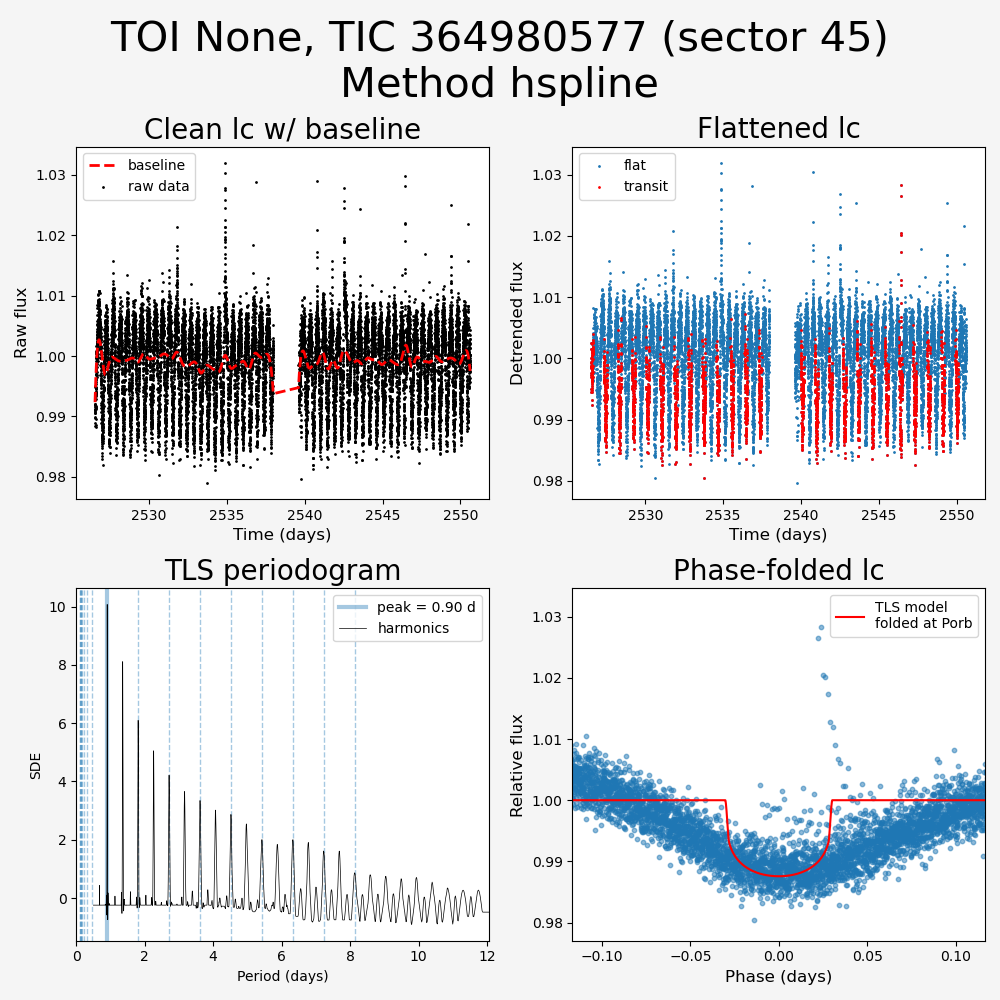 TOI None, TIC 364980577 (sector 45)
Method hspline
Clean lc w/ baseline
baseline
raw data
Raw flux
1.03
1.02
1.01
1.00
0.99
0.98
2530
2535
2540
2545
2550
Time (days)
Flattened lc
flat
transit
Detrended flux
1.03
1.02
1.01
1.00
0.99
0.98
2530
2535
2540
2545
2550
Time (days)
TLS periodogram
peak = 0.90 d
harmonics
SDE
10
8
6
4
2
0
0
2
4
6
8
10
12
Period (days)
Phase-folded lc
TLS model
folded at Porb
Relative flux
1.03
1.02
1.01
1.00
0.99
0.98
−0.10
−0.05
0.00
0.05
0.10
Phase (days)